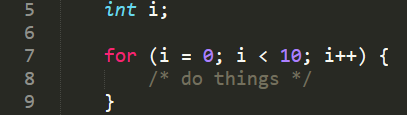 5 int i;
6
7 for (i = 0; i < 10; i++) {
8 /* do things */
9 }